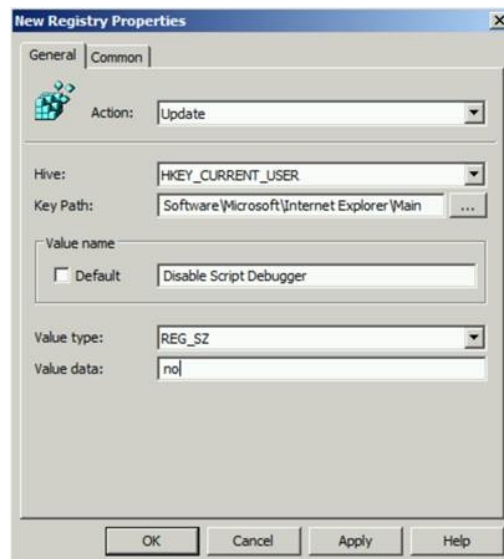 New Registry Properties
General Common
Action: Update
Hive: HKEY_CURRENT_USER
Key Path: Software\Microsoft\Internet Explorer\Main ...
Value name
Default Disable Script Debugger
Value type: REG_SZ
Value data: no
OK Cancel Apply Help